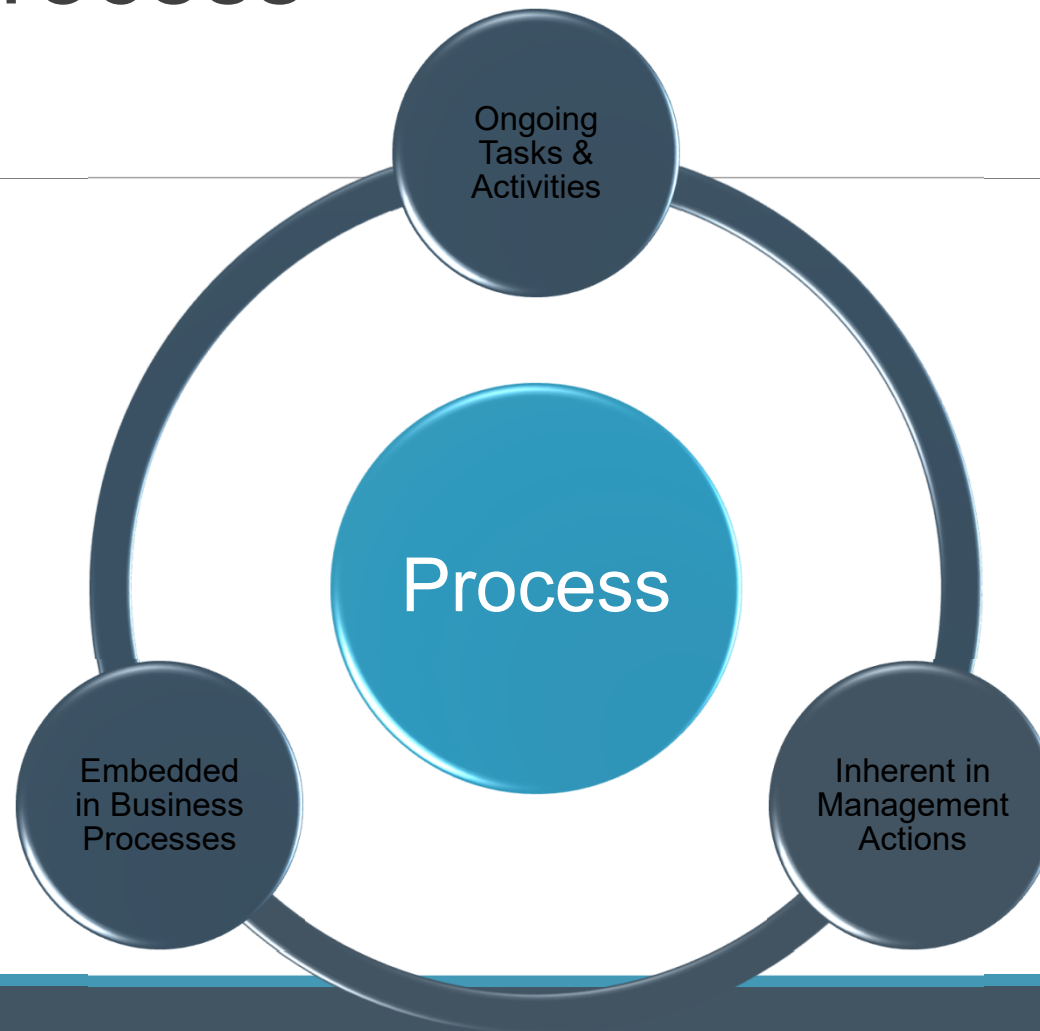 Ongoing
Tasks &
Activities
Process
Embedded
in Business
Processes
Inherent in
Management
Actions